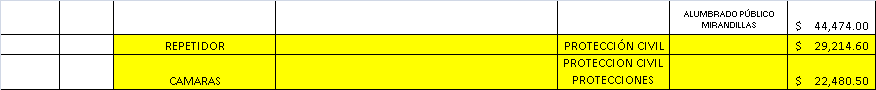 ALUMBRADO PÚBLICO
MIRANDILLAS $ 44,474.00
REPETIDOR PROTECCIÓN CIVIL $ 29,214.60
PROTECCION CIVIL
CAMARAS PROTECCIONES $ 22,480.50